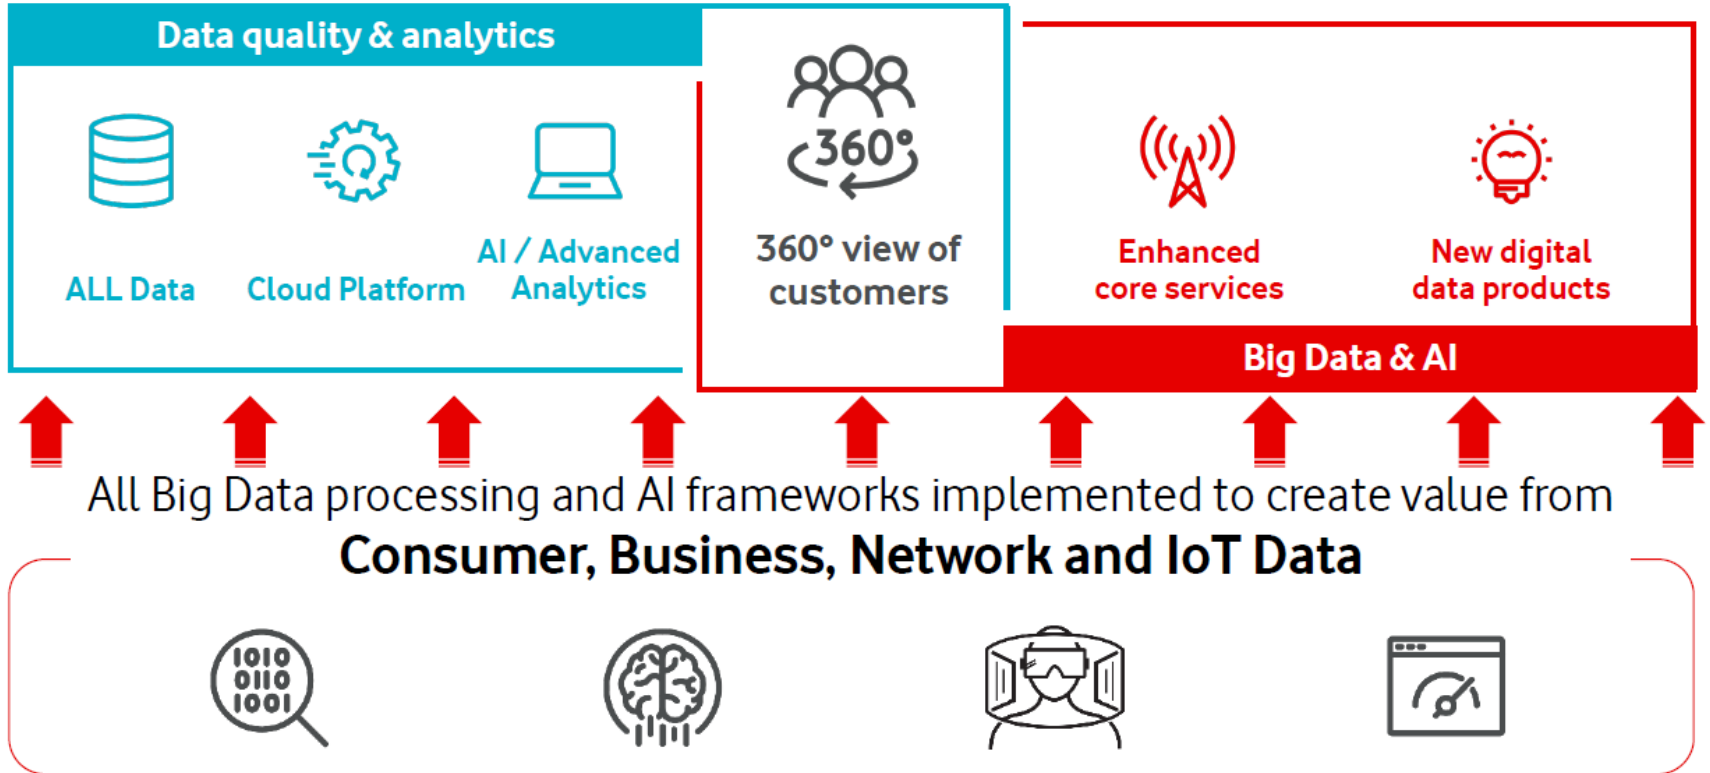 Data quality & analytics
360°
ALL Data
Cloud Platform
AI / Advanced
Analytics
360° view of
customers
Enhanced
core services
New digital
data products
Big Data & AI
All Big Data processing and AI frameworks implemented to create value from
Consumer, Business, Network and IoT Data
1010
0110
1001